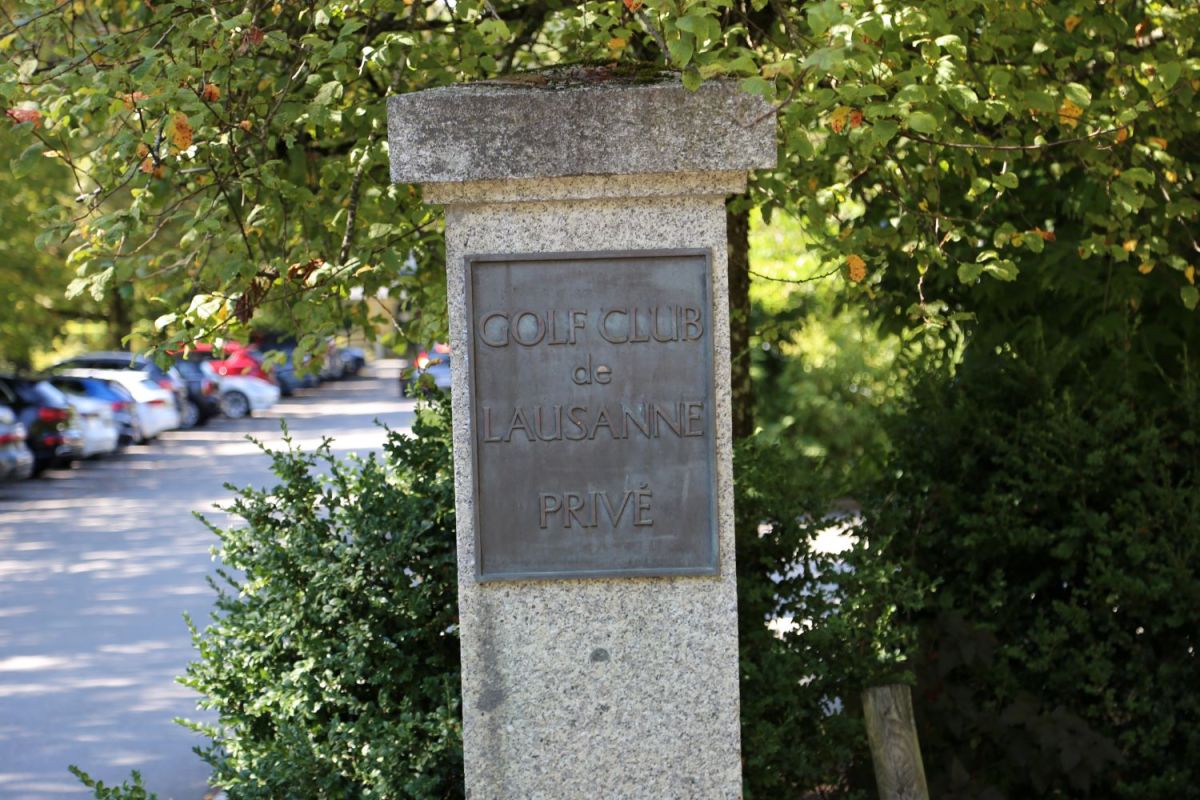 GOLF CLUB
de
LAUSANNE
PRIVÉ